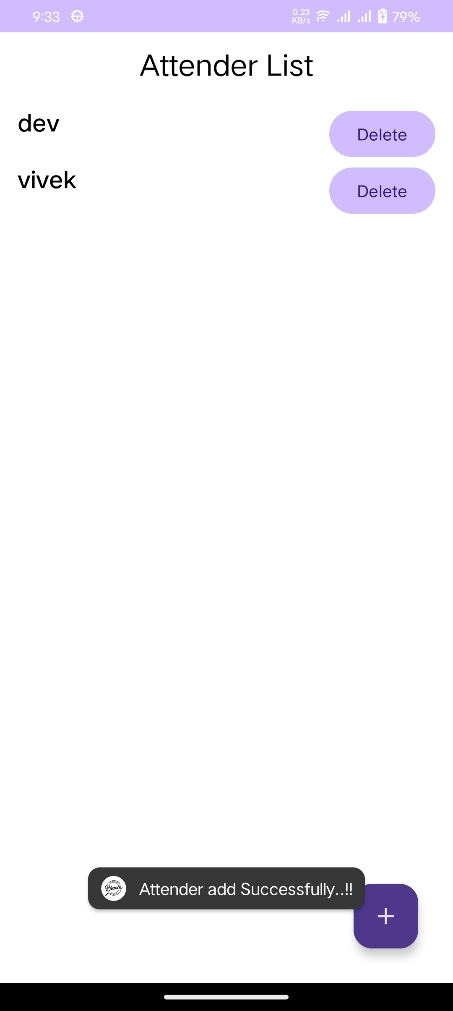 9:33
0.23
KB/s
79%
Attender List
dev
Delete
vivek
Delete
Attender add Successfully..!!
+